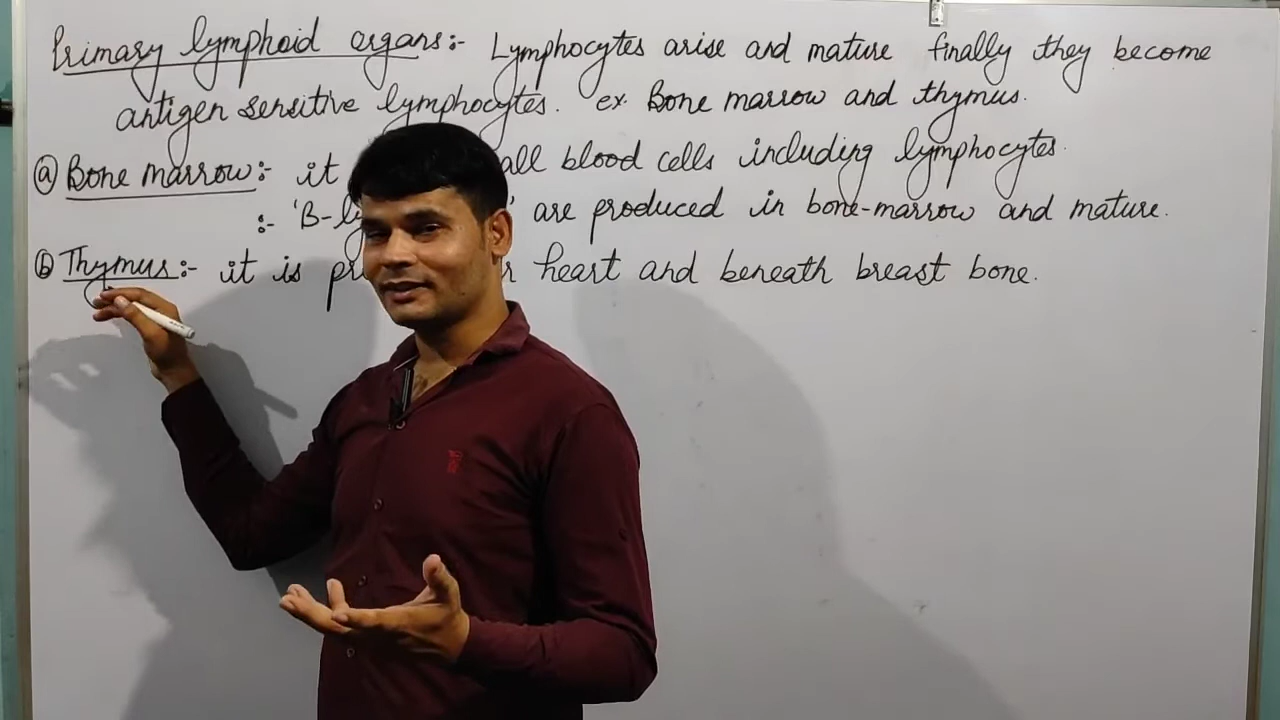 Primary lymphoid organs:- Lymphocytes arise and mature finally they become
antigen sensitive lymphocytes. ex. Bone marrow and thymus.
ⓐ Bone marrow:- it all blood cells including lymphocytes.
:- 'B- ' are produced in bone-marrow and mature.
ⓑ Thymus:- it is heart and beneath breast bone.